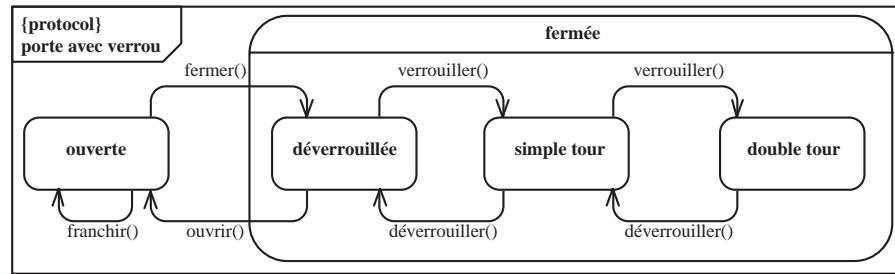 {protocol}
porte avec verrou
fermée
fermer()
verrouiller()
verrouiller()
ouverte
déverrouillée
simple tour
double tour
franchir()
ouvrir()
déverrouiller()
déverrouiller()